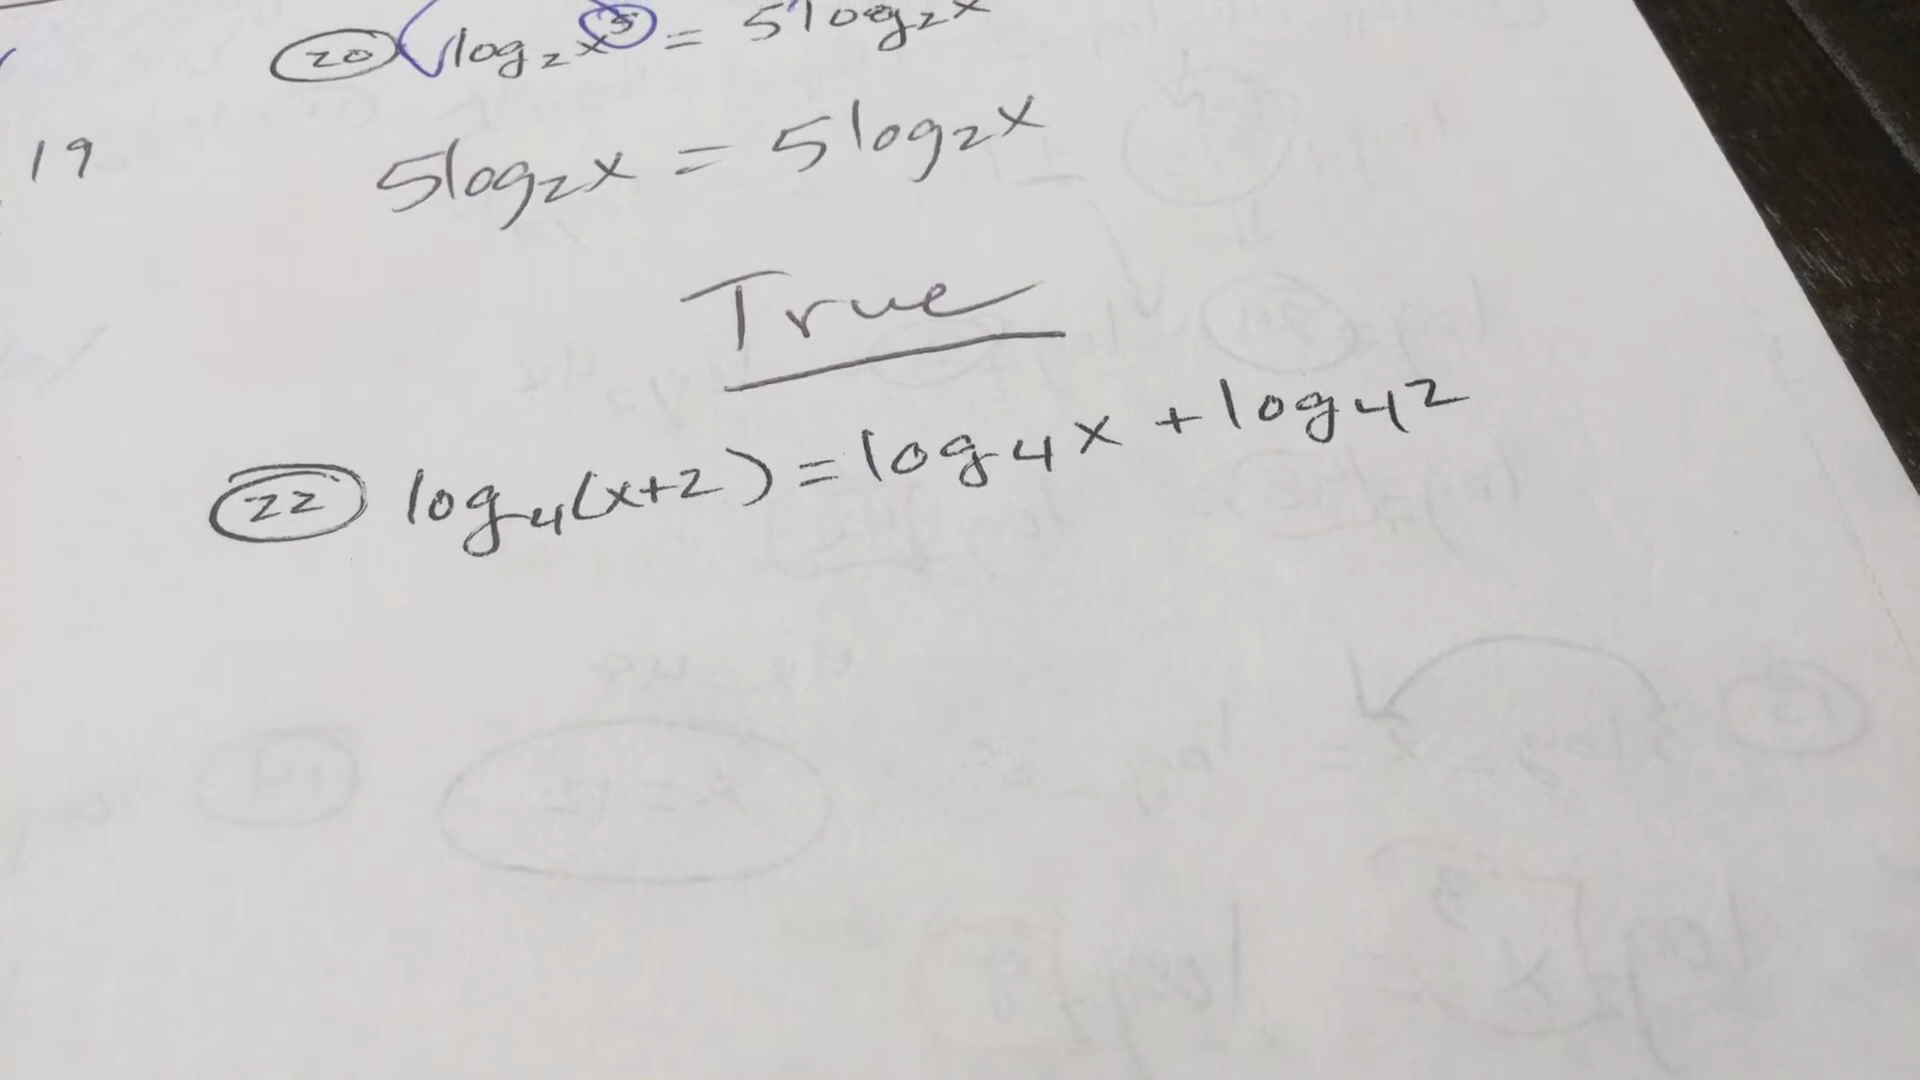 20 log₂x⁵ = 5log₂x
19
5log₂x = 5log₂x
True
22 log₄(x+2) = log₄x + log₄2